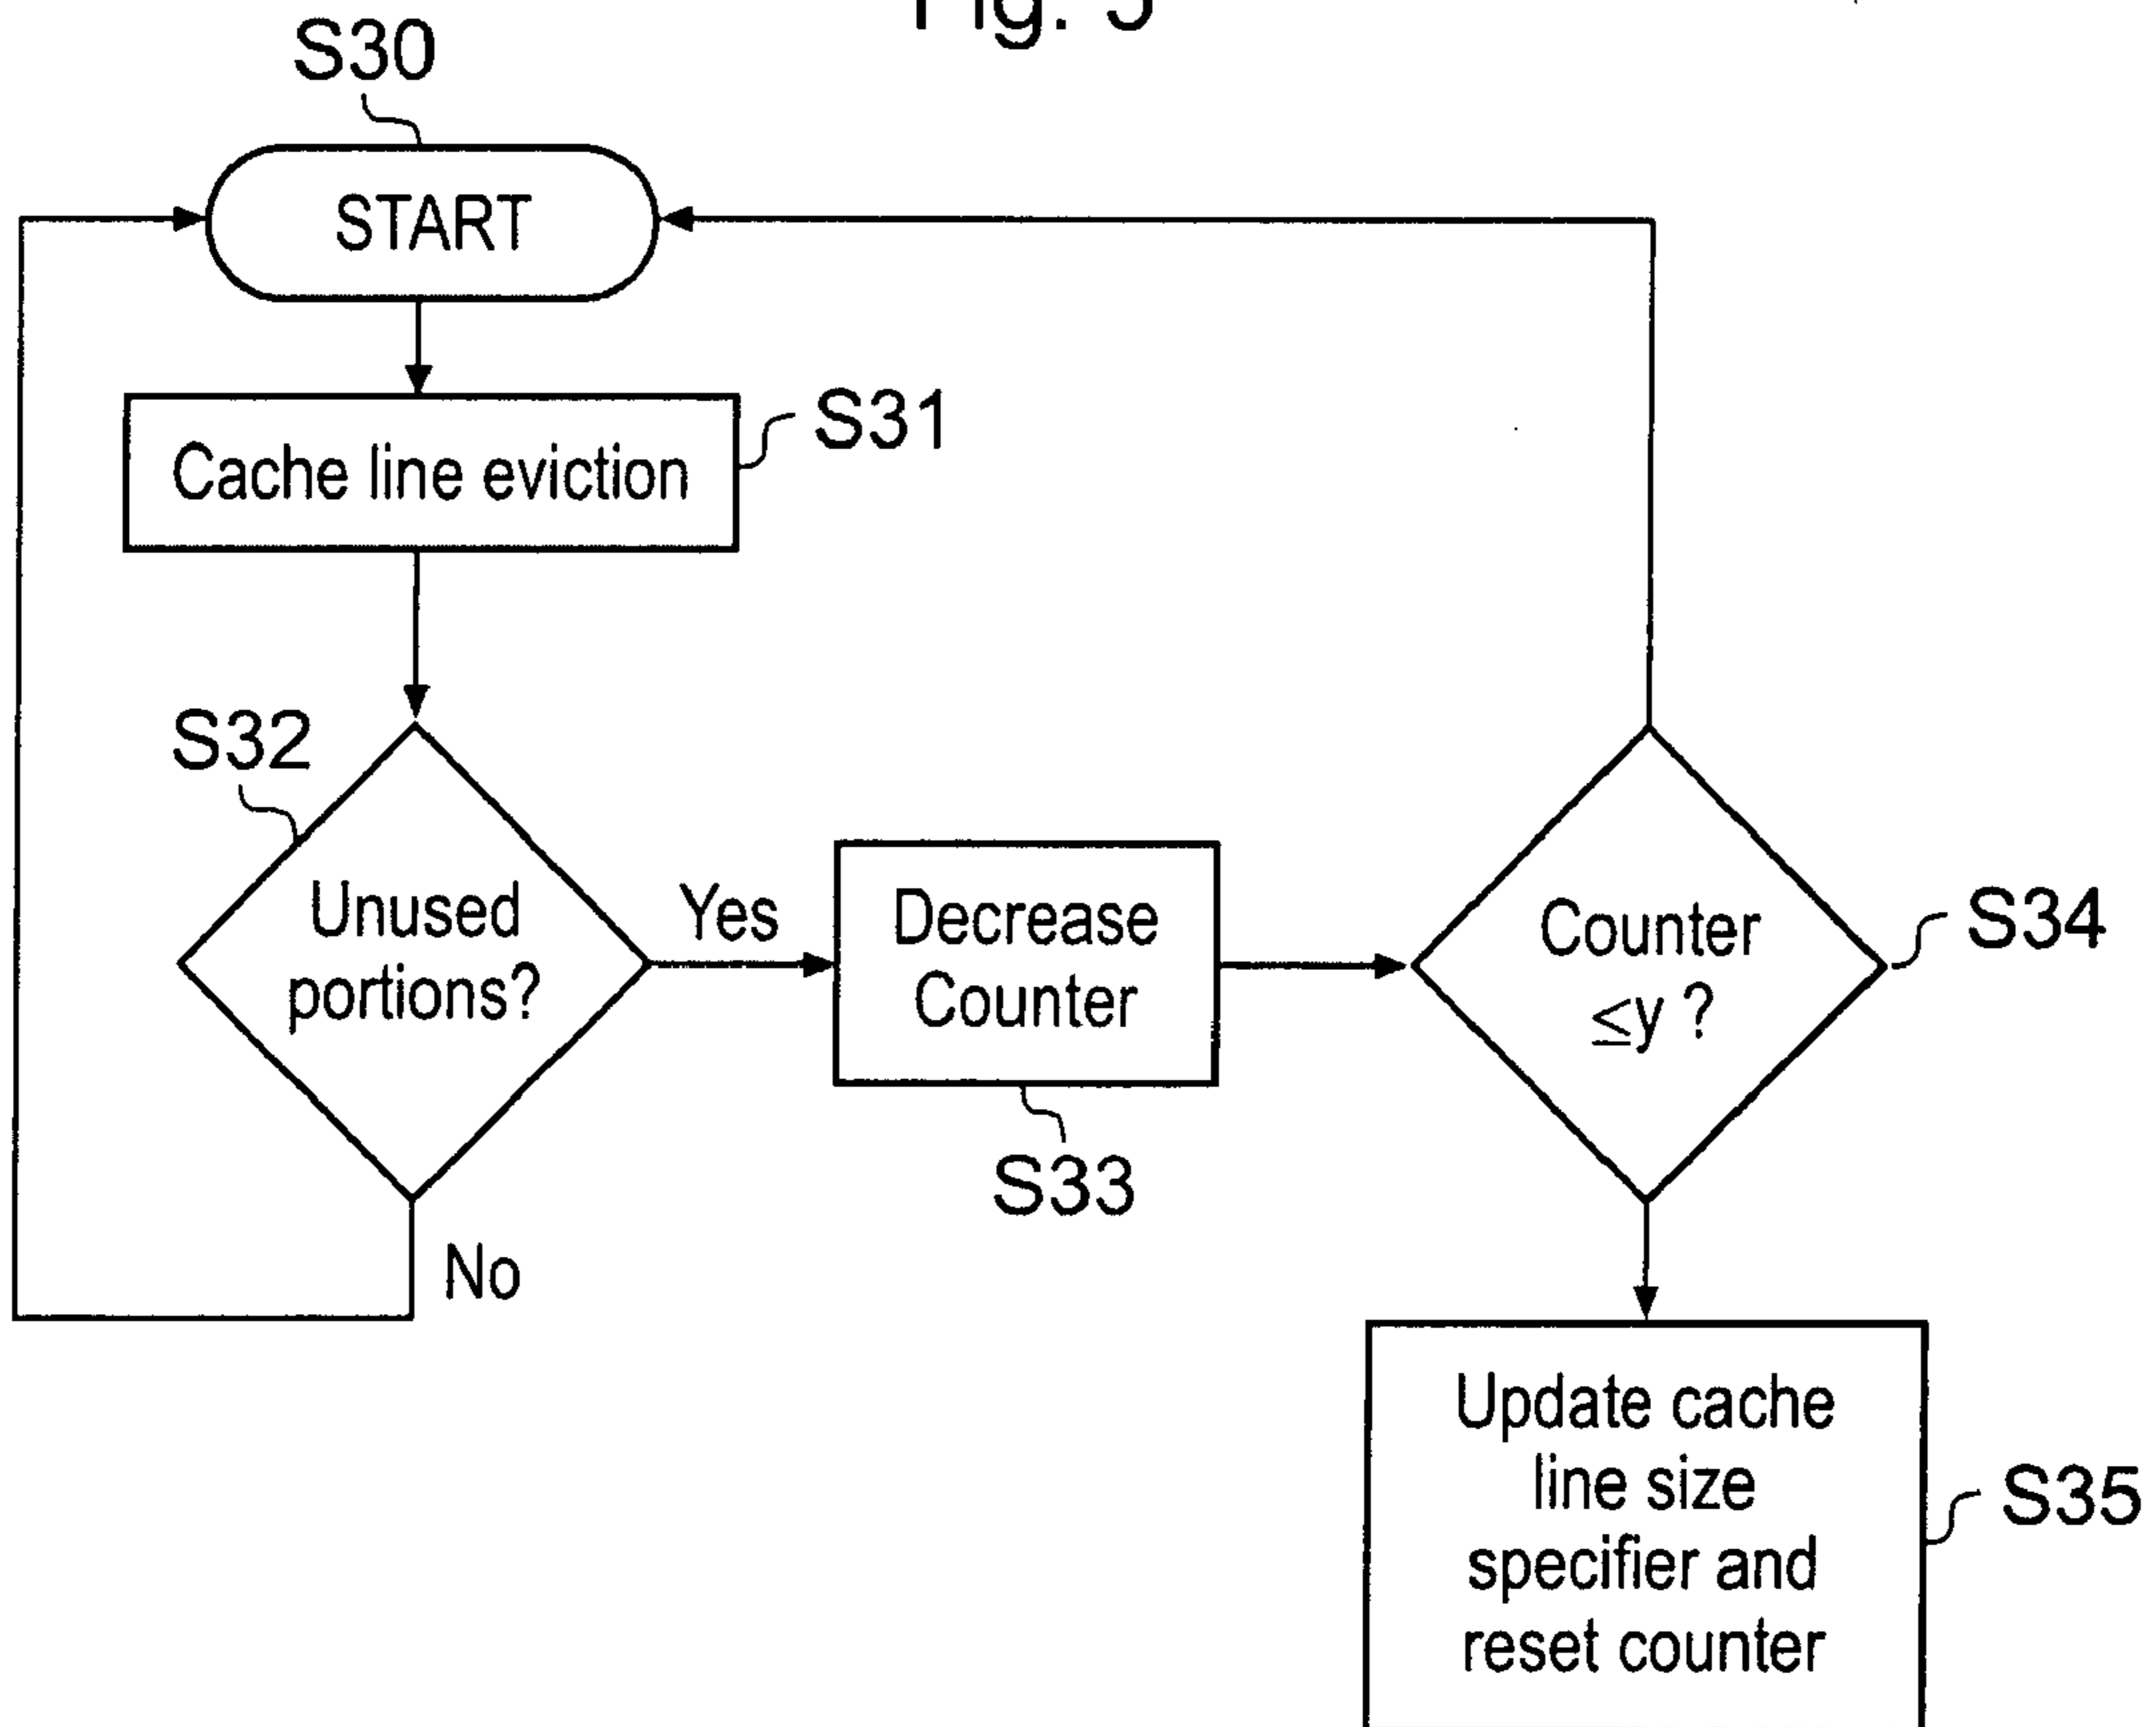 S30
START
Cache line eviction
S31
S32
Unused
portions?
Yes
Decrease
Counter
S33
Counter
≤y ?
S34
No
Update cache
line size
specifier and
reset counter
S35